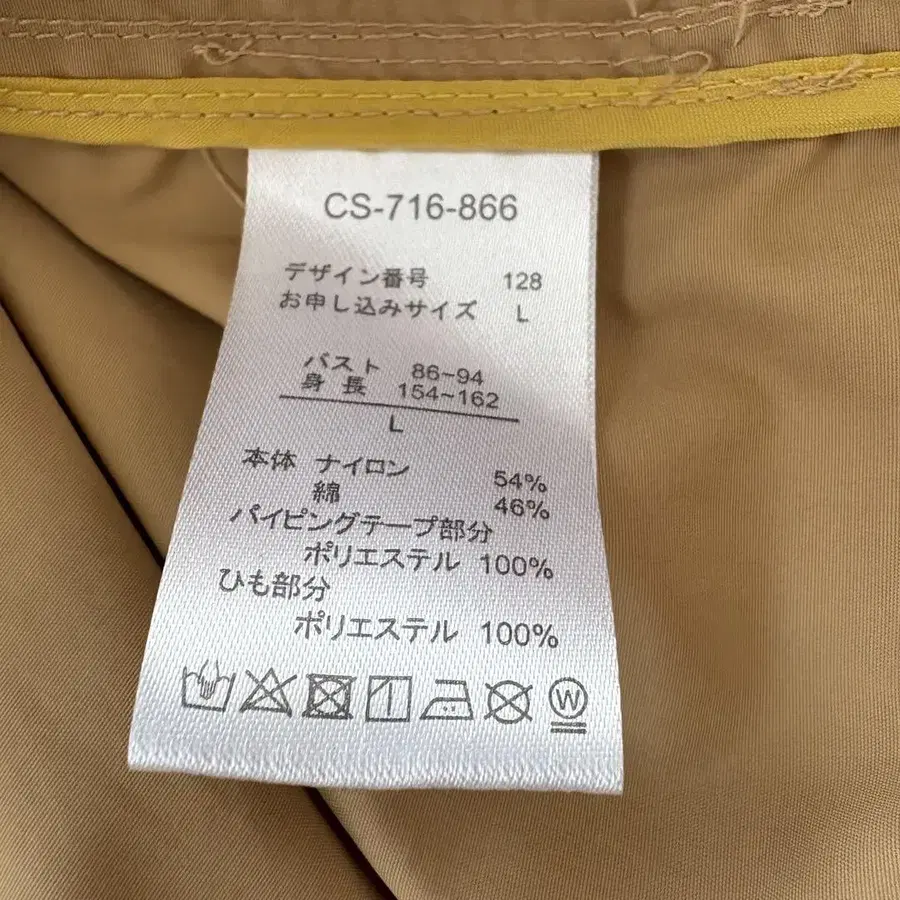 CS-716-866
デザイン番号 128
お申し込みサイズ L
バスト 86~94
身長 154~162
L
本体 ナイロン 54%
綿 46%
パイピングテープ部分
ポリエステル 100%
ひも部分
ポリエステル 100%
W